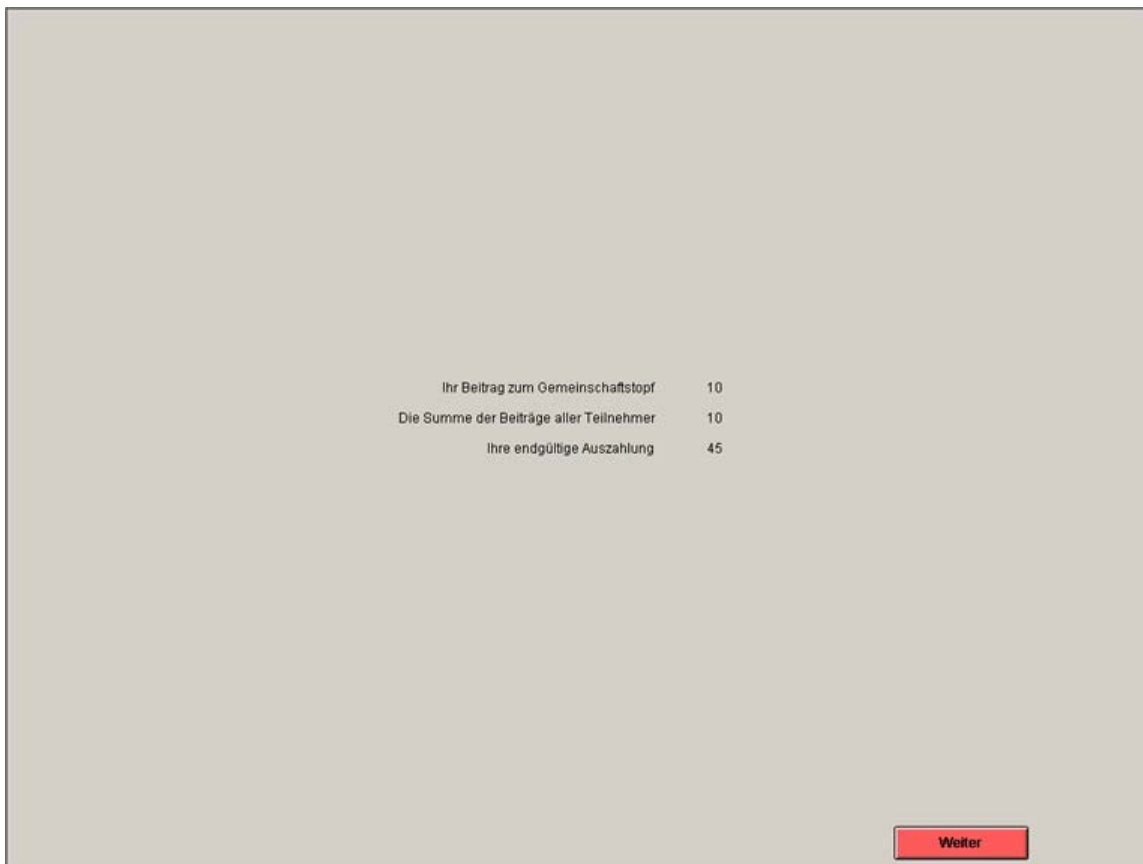 Ihr Beitrag zum Gemeinschaftstopf 10
Die Summe der Beiträge aller Teilnehmer 10
Ihre endgültige Auszahlung 45
Weiter